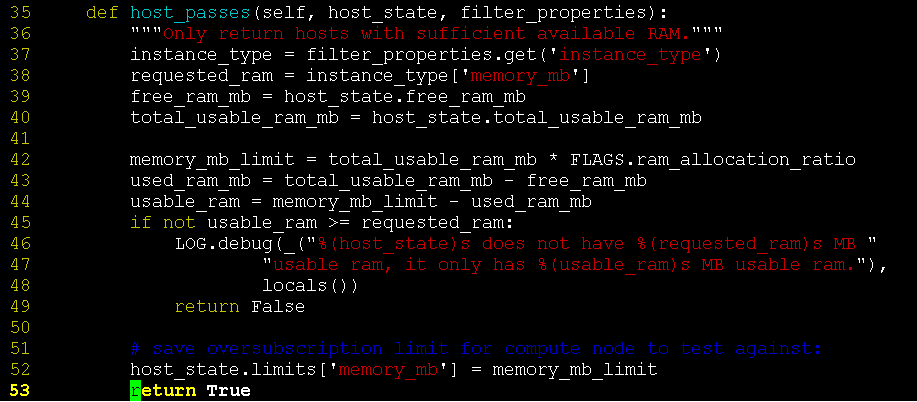 35     def host_passes(self, host_state, filter_properties):
36         """Only return hosts with sufficient available RAM."""
37         instance_type = filter_properties.get('instance_type')
38         requested_ram = instance_type['memory_mb']
39         free_ram_mb = host_state.free_ram_mb
40         total_usable_ram_mb = host_state.total_usable_ram_mb
41
42         memory_mb_limit = total_usable_ram_mb * FLAGS.ram_allocation_ratio
43         used_ram_mb = total_usable_ram_mb - free_ram_mb
44         usable_ram = memory_mb_limit - used_ram_mb
45         if not usable_ram >= requested_ram:
46             LOG.debug(_("%(host_state)s does not have %(requested_ram)s MB "
47                     "usable ram, it only has %(usable_ram)s MB usable ram."),
48                     locals())
49             return False
50
51         # save oversubscription limit for compute node to test against:
52         host_state.limits['memory_mb'] = memory_mb_limit
53         return True